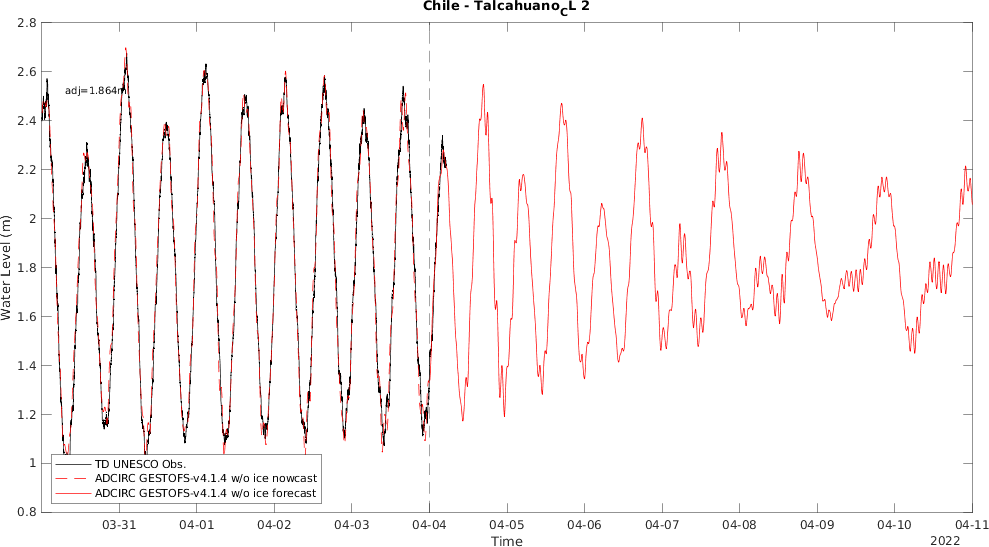 Chile - TalcahuanoCL 2
2.8
2.6
2.4
2.2
2
1.8
1.6
1.4
1.2
1
0.8
Water Level (m)
adj=1.864m
TD UNESCO Obs.
ADCIRC GESTOFS-v4.1.4 w/o ice nowcast
ADCIRC GESTOFS-v4.1.4 w/o ice forecast
03-31 04-01 04-02 04-03 04-04 04-05 04-06 04-07 04-08 04-09 04-10 04-11
Time
2022